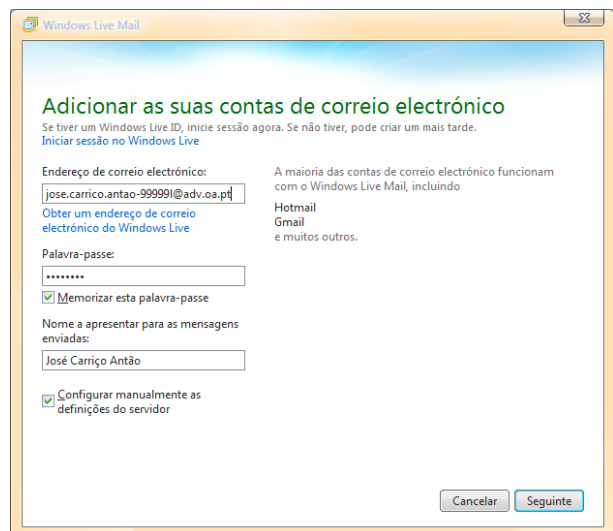 Windows Live Mail
Adicionar as suas contas de correio electrónico
Se tiver um Windows Live ID, inicie sessão agora. Se não tiver, pode criar um mais tarde.
Iniciar sessão no Windows Live
Endereço de correio electrónico:
jose.carrico.antao-99999l@adv.oa.pt
Obter um endereço de correio
electrónico do Windows Live
Palavra-passe:
••••••••
Memorizar esta palavra-passe
Nome a apresentar para as mensagens
enviadas:
José Carriço Antão
Configurar manualmente as
definições do servidor
A maioria das contas de correio electrónico funcionam
com o Windows Live Mail, incluindo
Hotmail
Gmail
e muitos outros.
Cancelar
Seguinte